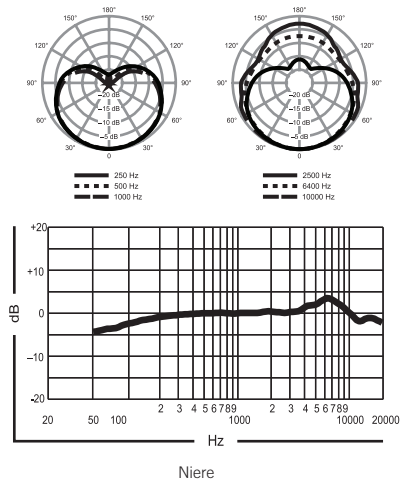 180°
150° 150°
120° 120°
90° 90°
60° 60°
30° 30°
0
–20 dB
–15 dB
–10 dB
–5 dB
250 Hz
500 Hz
1000 Hz
180°
150° 150°
120° 120°
90° 90°
60° 60°
30° 30°
0
–20 dB
–15 dB
–10 dB
–5 dB
2500 Hz
6400 Hz
10000 Hz
dB
+20
+10
0
–10
-20
2 3 4 5 6 7 8 9 2 3 4 5 6 7 8 9
20 50 100 1000 10000 20000
Hz
Niere